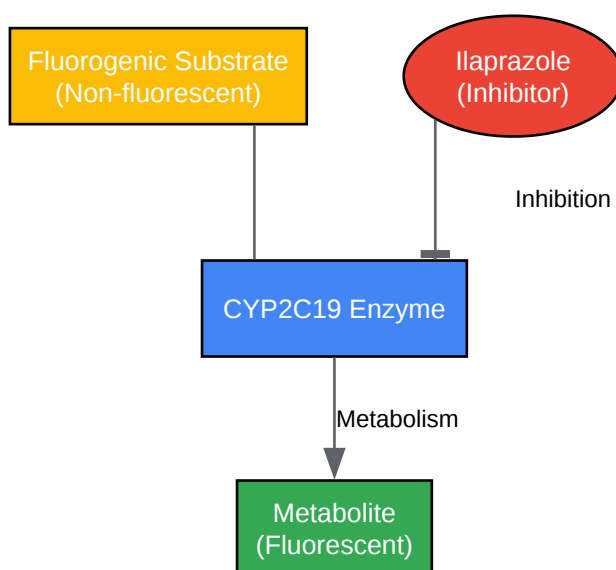 Fluorogenic Substrate
(Non-fluorescent)
Ilaprazole
(Inhibitor)
Inhibition
CYP2C19 Enzyme
Metabolism
Metabolite
(Fluorescent)